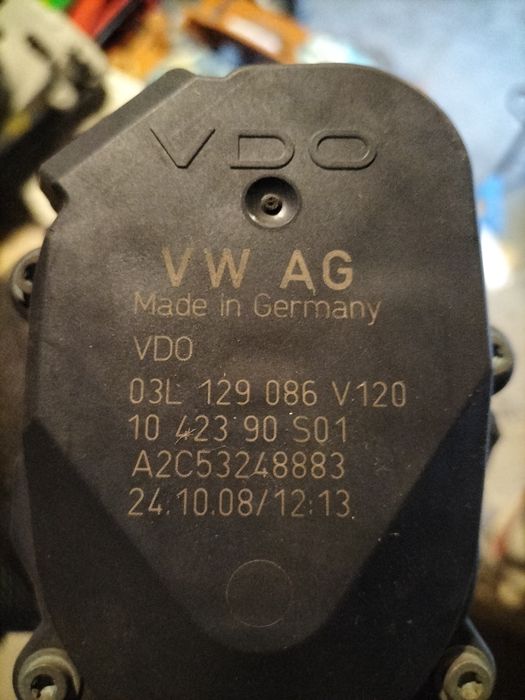 VDO
VW AG
Made in Germany
VDO
03L 129 086 V120
10 423 90 S01
A2C53248883
24.10.08/12:13